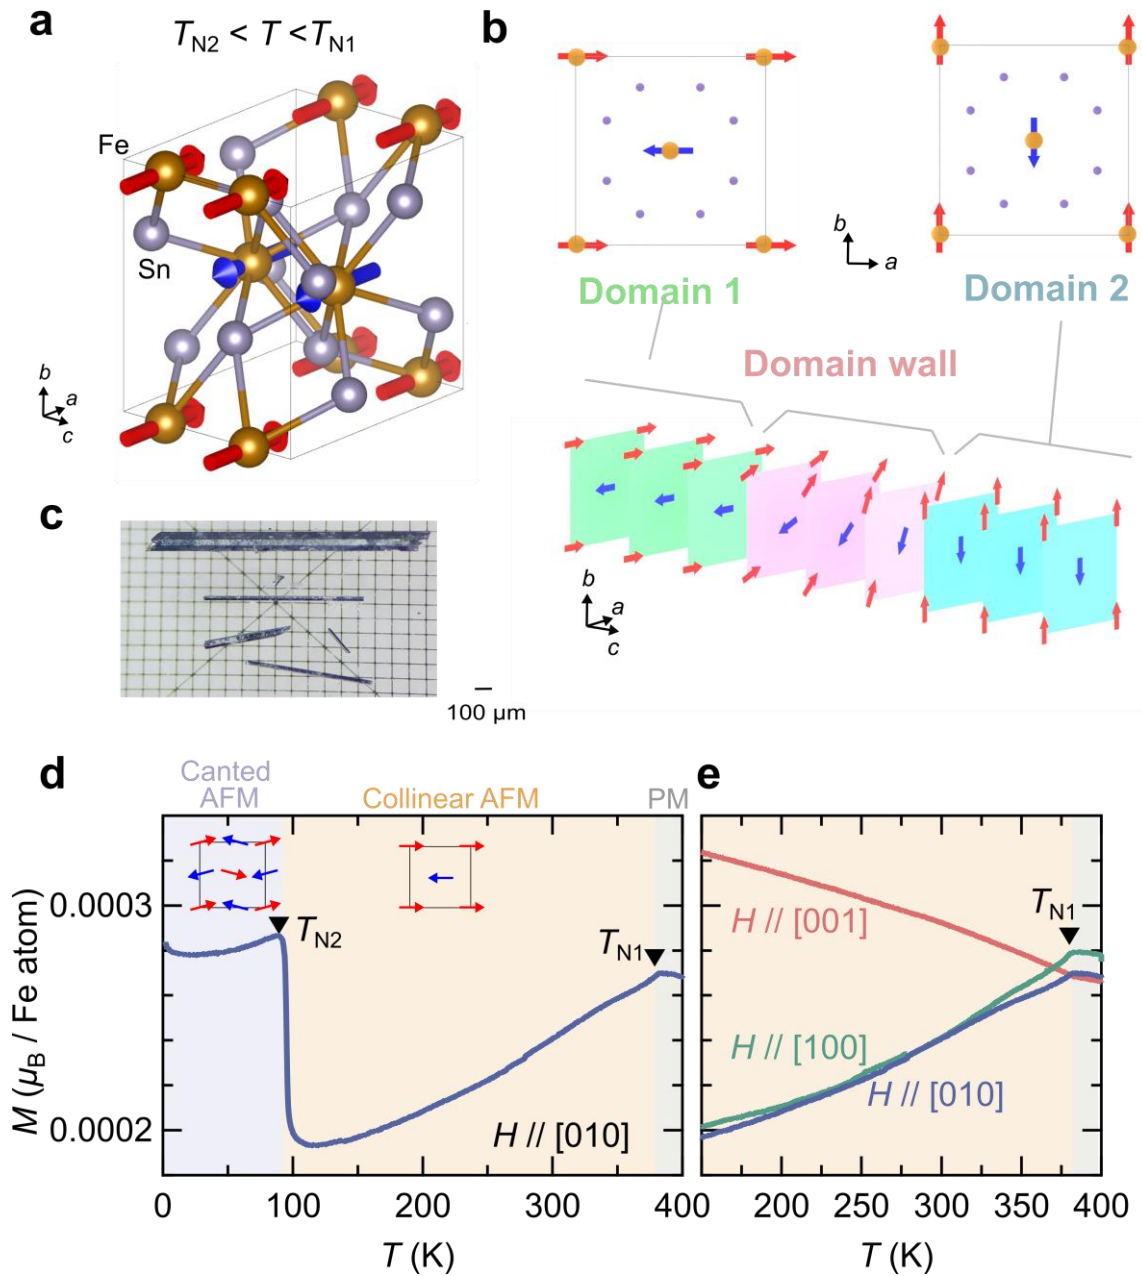 a
T_N2 < T < T_N1
Fe
Sn
b
a
c
b
b
a
Domain 1
Domain 2
Domain wall
b
a
c
c
100 μm
d
Canted
AFM
Collinear AFM
PM
T_N2
T_N1
H // [010]
M (μ_B / Fe atom)
0.0003
0.0002
0
100
200
300
400
T (K)
e
T_N1
H // [001]
H // [100]
H // [010]
200
250
300
350
400
T (K)